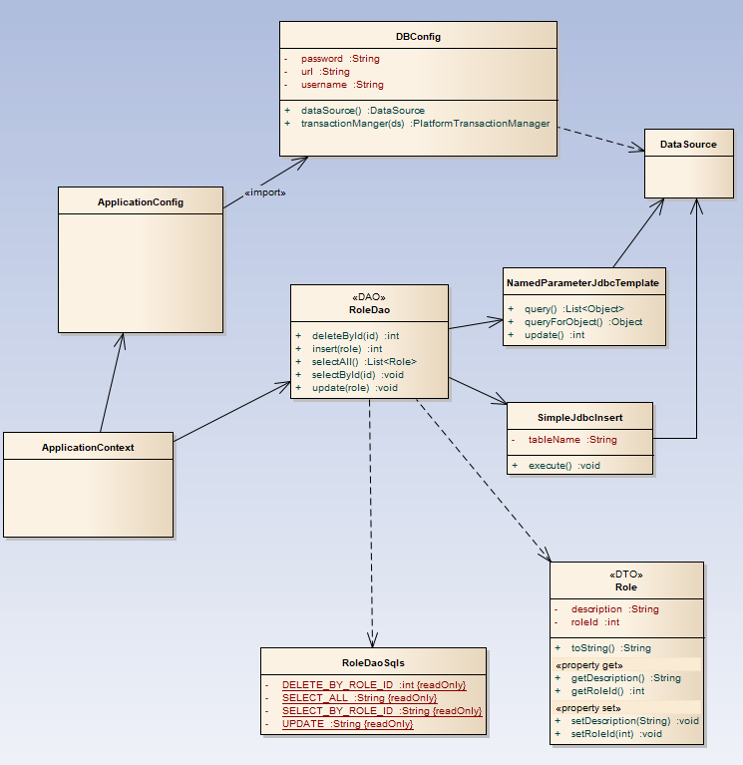 DBConfig
- password :String
- url :String
- username :String
+ dataSource() :DataSource
+ transactionManger(ds) :PlatformTransactionManager
DataSource
«import»
ApplicationConfig
NamedParameterJdbcTemplate
+ query() :List<Object>
+ queryForObject() :Object
+ update() :int
«DAO»
RoleDao
+ deleteById(id) :int
+ insert(role) :int
+ selectAll() :List<Role>
+ selectById(id) :void
+ update(role) :void
SimpleJdbcInsert
- tableName :String
+ execute() :void
ApplicationContext
«DTO»
Role
- description :String
- roleId :int
+ toString() :String
«property get»
+ getDescription() :String
+ getRoleId() :int
«property set»
+ setDescription(String) :void
+ setRoleId(int) :void
RoleDaoSqls
- DELETE_BY_ROLE_ID :int {readOnly}
- SELECT_ALL :String {readOnly}
- SELECT_BY_ROLE_ID :String {readOnly}
- UPDATE :String {readOnly}